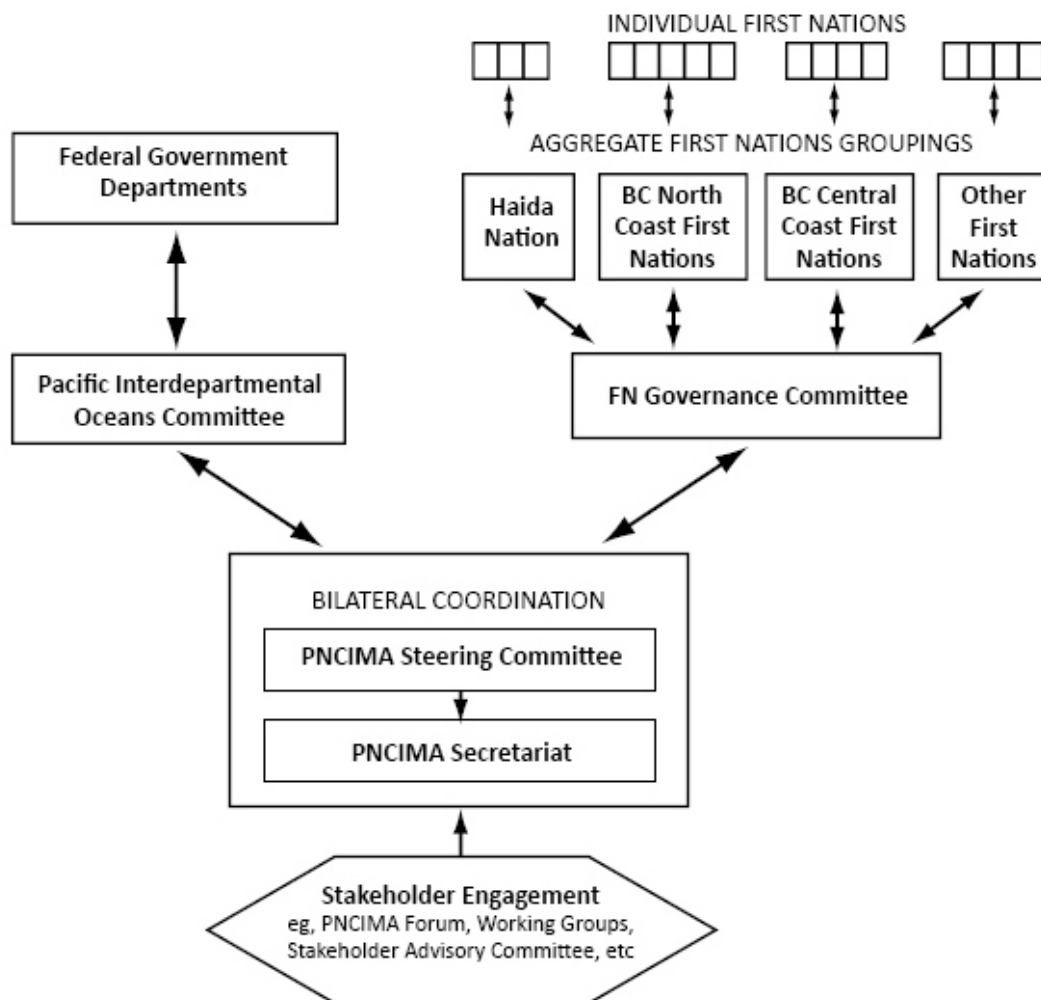 INDIVIDUAL FIRST NATIONS
AGGREGATE FIRST NATIONS GROUPINGS
Federal Government
Departments
Haida
Nation
BC North
Coast First
Nations
BC Central
Coast First
Nations
Other
First
Nations
Pacific Interdepartmental
Oceans Committee
FN Governance Committee
BILATERAL COORDINATION
PNCIMA Steering Committee
PNCIMA Secretariat
Stakeholder Engagement
eg, PNCIMA Forum, Working Groups,
Stakeholder Advisory Committee, etc